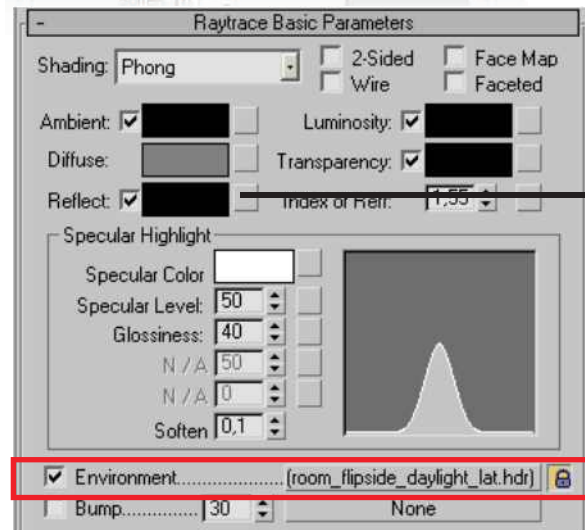 - Raytrace Basic Parameters
Shading: Phong 2-Sided Face Map
Wire Faceted
Ambient: Luminosity:
Diffuse: Transparency:
Reflect: Index of Refr: 1,55
Specular Highlight
Specular Color
Specular Level: 50
Glossiness: 40
N / A 50
N / A 0
Soften 0,1
Environment..................... (room_flipside_daylight_lat.hdr)
Bump.............. 30 None